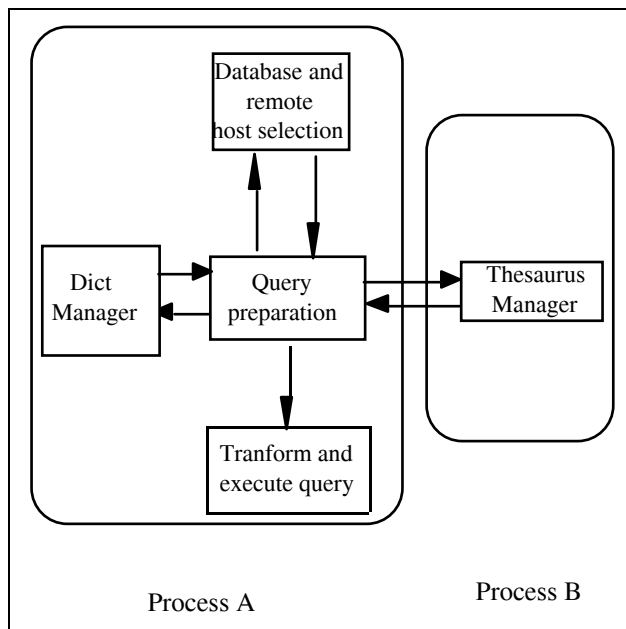 Database and
remote
host selection
Dict
Manager
Query
preparation
Thesaurus
Manager
Tranform and
execute query
Process A
Process B